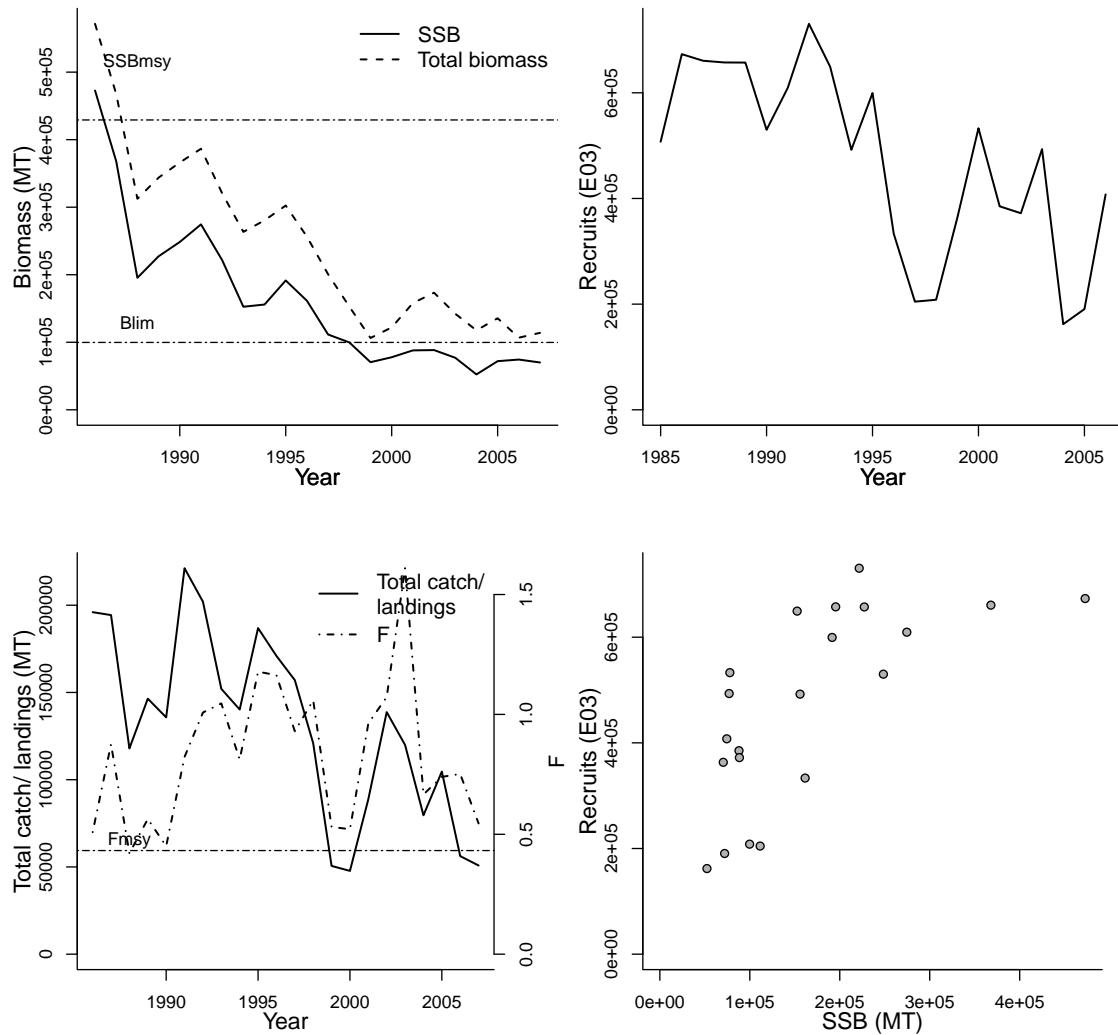 SSB
Total biomass
SSBmsy
Blim
Biomass (MT)
0e+00 1e+05 2e+05 3e+05 4e+05 5e+05
1990 1995 2000 2005
Year
Recruits (E03)
0e+00 2e+05 4e+05 6e+05
1985 1990 1995 2000 2005
Year
Total catch/
landings
F
Fmsy
Total catch/ landings (MT)
0 50000 100000 150000 200000
0.0 0.5 1.0 1.5
1990 1995 2000 2005
Year
F
Recruits (E03)
0e+00 2e+05 4e+05 6e+05
0e+00 1e+05 2e+05 3e+05 4e+05
SSB (MT)